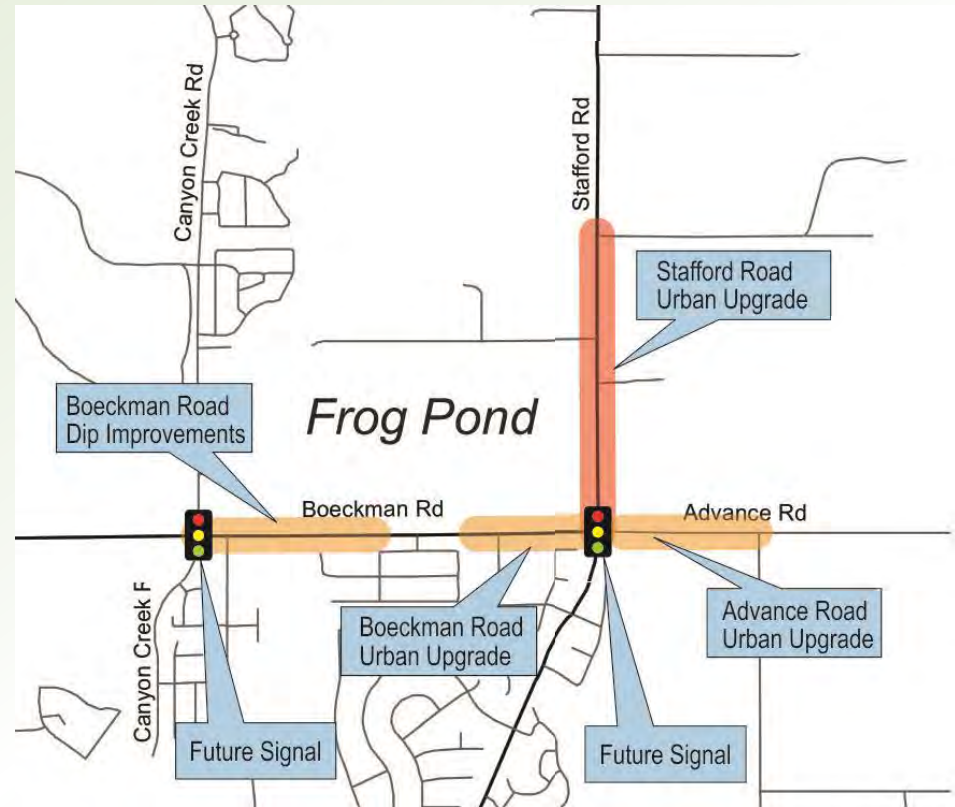 Canyon Creek Rd
Stafford Rd
Stafford Road
Urban Upgrade
Boeckman Road
Dip Improvements
Frog Pond
Boeckman Rd
Advance Rd
Canyon Creek F
Boeckman Road
Urban Upgrade
Advance Road
Urban Upgrade
Future Signal
Future Signal